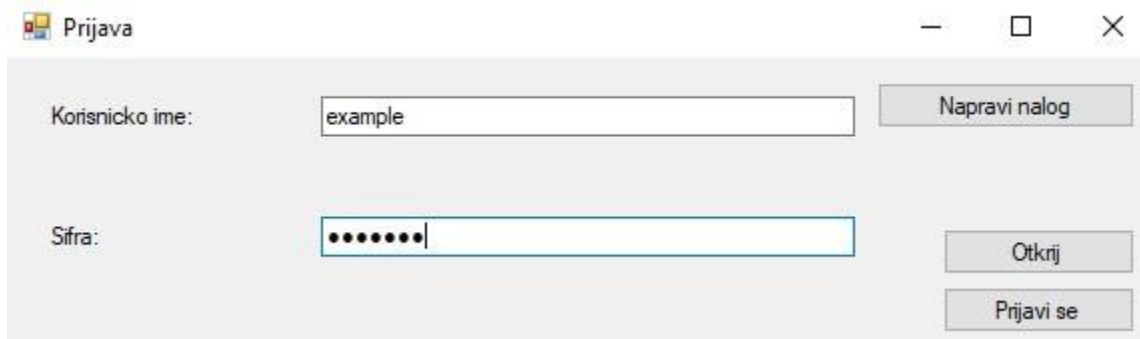 Prijava
Korisnicko ime:
example
Napravi nalog
Sifra:
●●●●●●●
Otkrij
Prijavi se